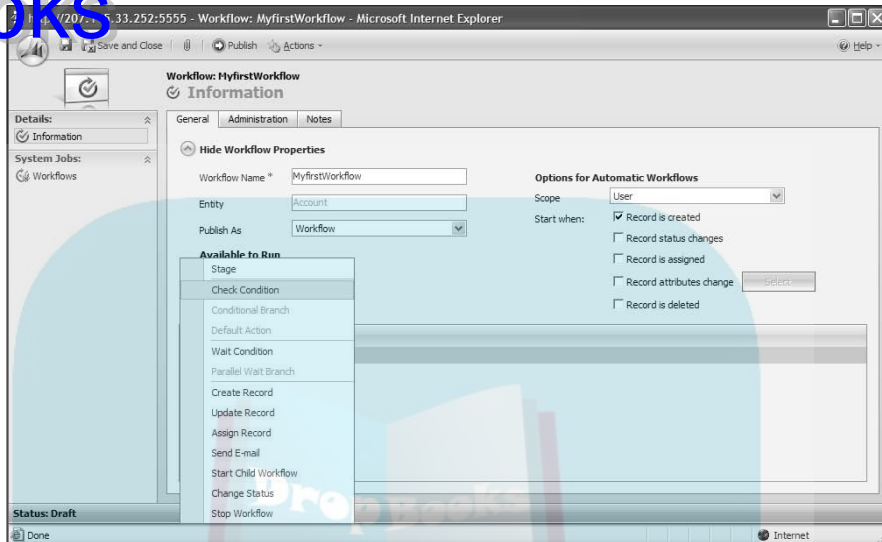 OKS
5555 - Workflow: MyfirstWorkflow - Microsoft Internet Explorer
Save and Close
Publish
Actions
Help
Workflow: MyfirstWorkflow
Information
Details:
Information
System Jobs:
Workflows
General
Administration
Notes
Hide Workflow Properties
Workflow Name *
MyfirstWorkflow
Entity
Account
Publish As
Workflow
Available to Run
Options for Automatic Workflows
Scope
User
Start when:
Record is created
Record status changes
Record is assigned
Record attributes change
Select
Record is deleted
Stage
Check Condition
Conditional Branch
Default Action
Wait Condition
Parallel Wait Branch
Create Record
Update Record
Assign Record
Send E-mail
Start Child Workflow
Change Status
Stop Workflow
DropBooks
Status: Draft
Done
Internet